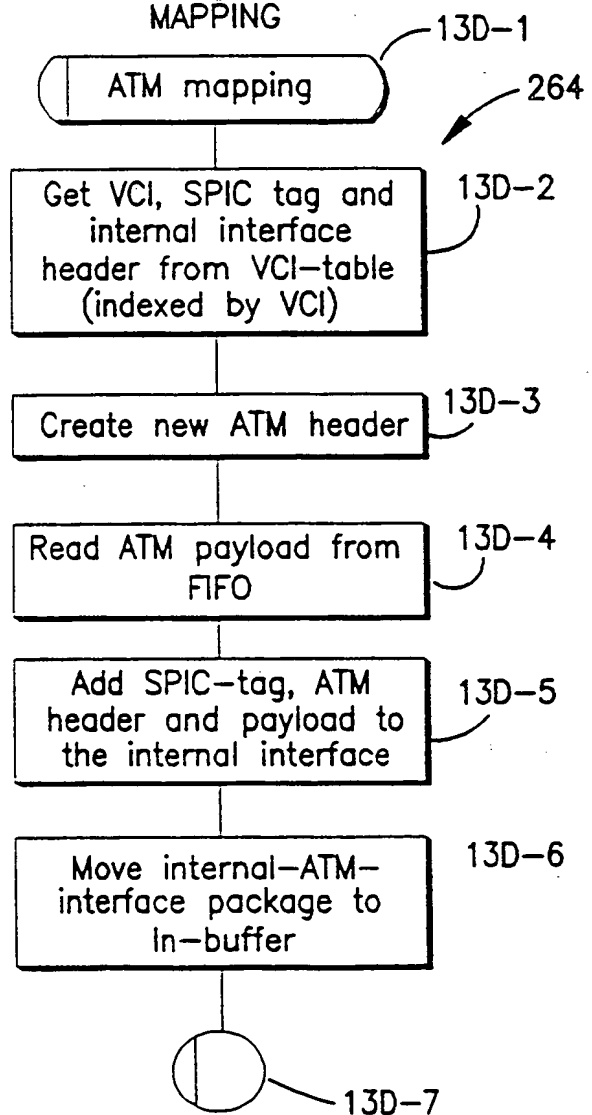 MAPPING
13D-1
ATM mapping
264
Get VCI, SPIC tag and
internal interface
header from VCI-table
(indexed by VCI)
13D-2
Create new ATM header
13D-3
Read ATM payload from
FIFO
13D-4
Add SPIC-tag, ATM
header and payload to
the internal interface
13D-5
Move internal-ATM-
interface package to
In-buffer
13D-6
13D-7